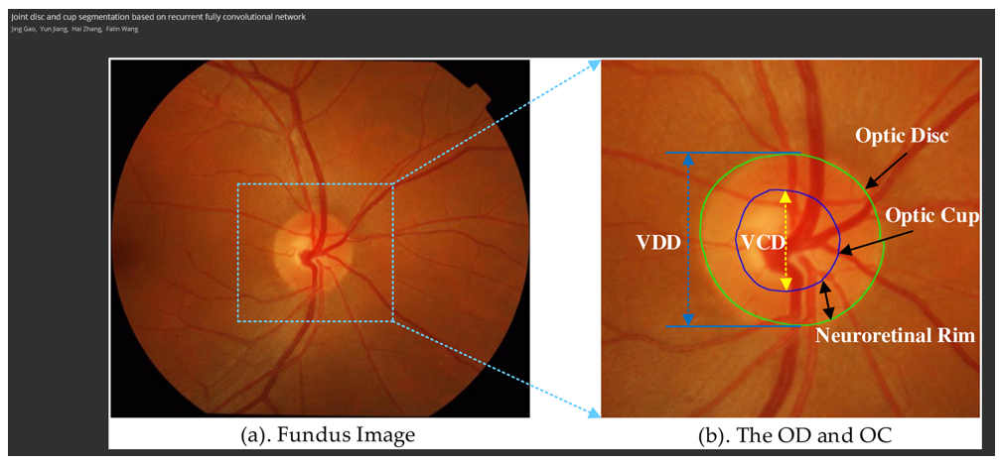 Joint disc and cup segmentation based on recurrent fully convolutional network
Jing Gao, Yun Jiang, Hai Zhang, Falin Wang
Optic Disc
Optic Cup
VDD
VCD
Neuroretinal Rim
(a). Fundus Image
(b). The OD and OC